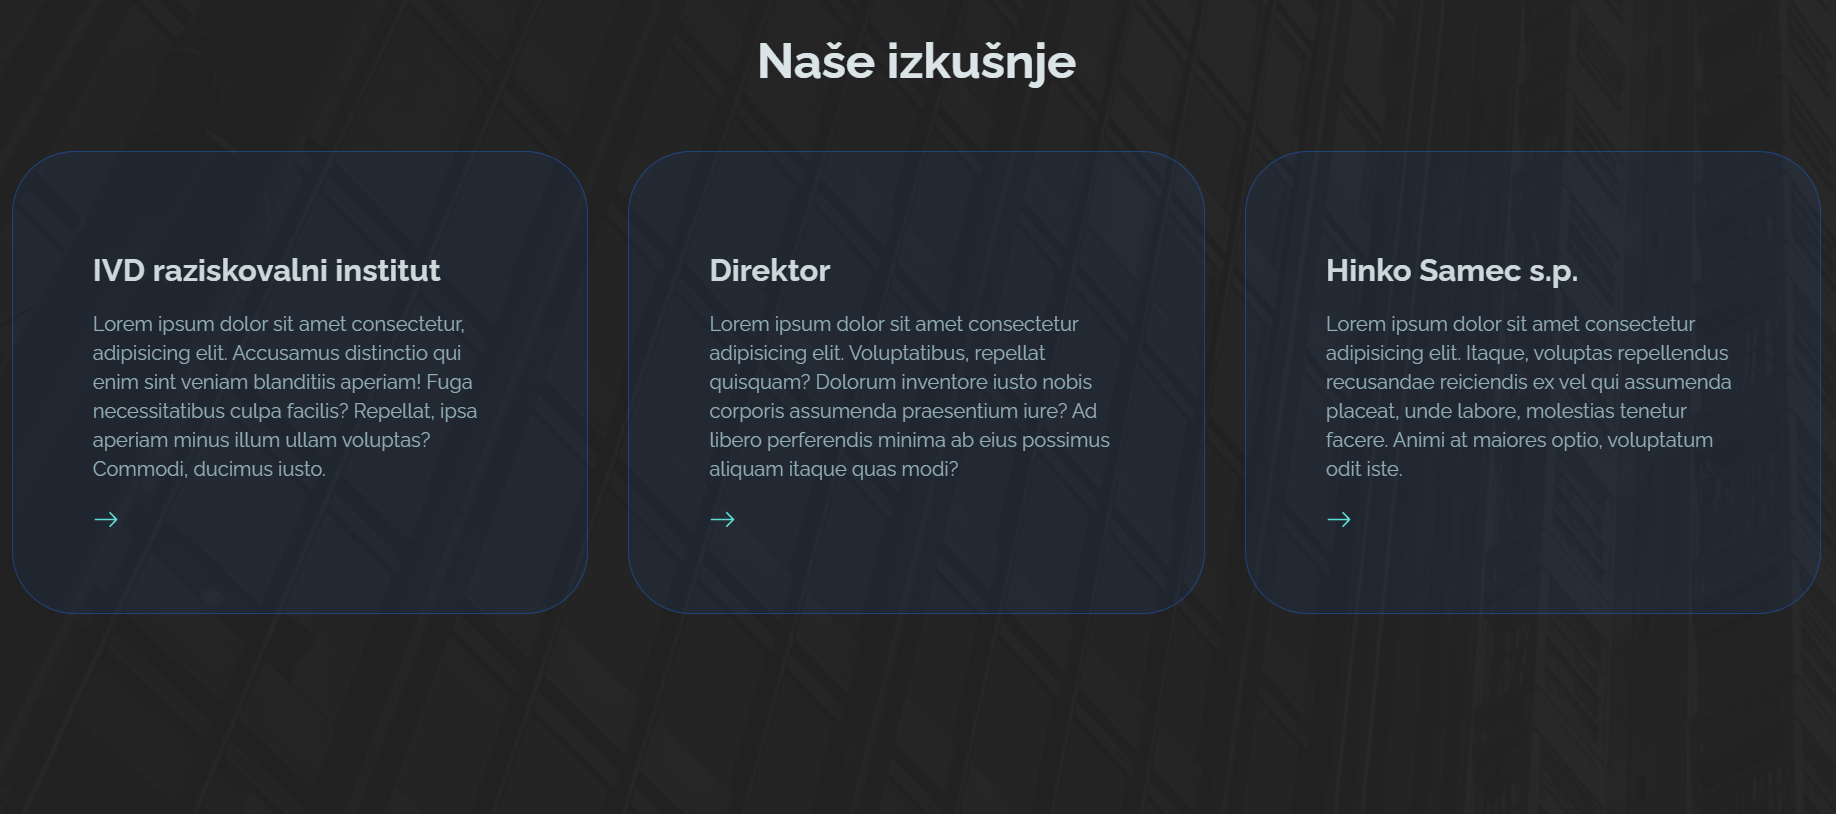 Naše izkušnje
IVD raziskovalni institut
Lorem ipsum dolor sit amet consectetur,
adipisicing elit. Accusamus distinctio qui
enim sint veniam blanditiis aperiam! Fuga
necessitatibus culpa facilis? Repellat, ipsa
aperiam minus illum ullam voluptas?
Commodi, ducimus iusto.
Direktor
Lorem ipsum dolor sit amet consectetur
adipisicing elit. Voluptatibus, repellat
quisquam? Dolorum inventore iusto nobis
corporis assumenda praesentium iure? Ad
libero perferendis minima ab eius possimus
aliquam itaque quas modi?
Hinko Samec s.p.
Lorem ipsum dolor sit amet consectetur
adipisicing elit. Itaque, voluptas repellendus
recusandae reiciendis ex vel qui assumenda
placeat, unde labore, molestias tenetur
facere. Animi at maiores optio, voluptatum
odit iste.